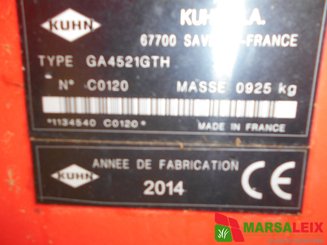 KUHN
KUHN S.A.
67700 SAVERNE-FRANCE
TYPE GA4521GTH
N° C0120 MASSE 0925 kg
*1134540 C0120*
MADE IN FRANCE
KUHN
ANNEE DE FABRICATION
2014
CE
MARSALEIX